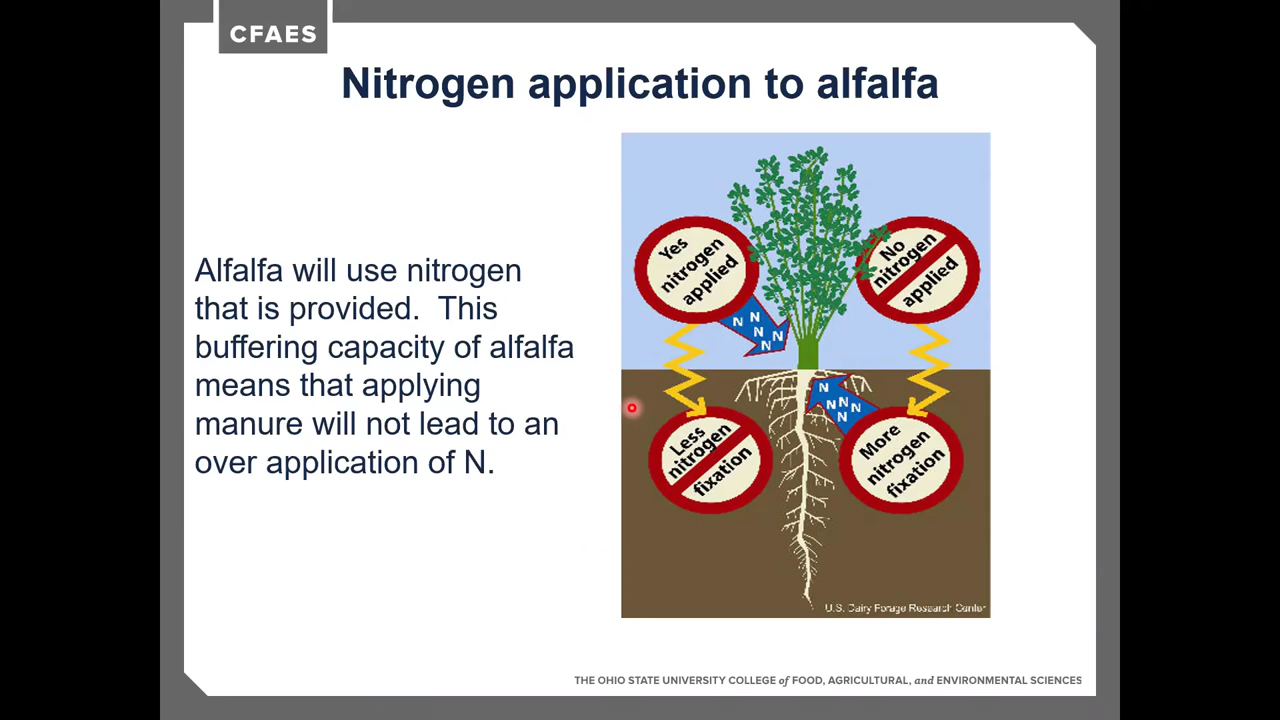 CFAES
Nitrogen application to alfalfa
Alfalfa will use nitrogen
that is provided.  This
buffering capacity of alfalfa
means that applying
manure will not lead to an
over application of N.
Yes
nitrogen
applied
No
nitrogen
applied
N
N
N
N
N
N
N
N
N
N
Less
nitrogen
fixation
More
nitrogen
fixation
U.S. Dairy Forage Research Center
THE OHIO STATE UNIVERSITY COLLEGE of FOOD, AGRICULTURAL, and ENVIRONMENTAL SCIENCES